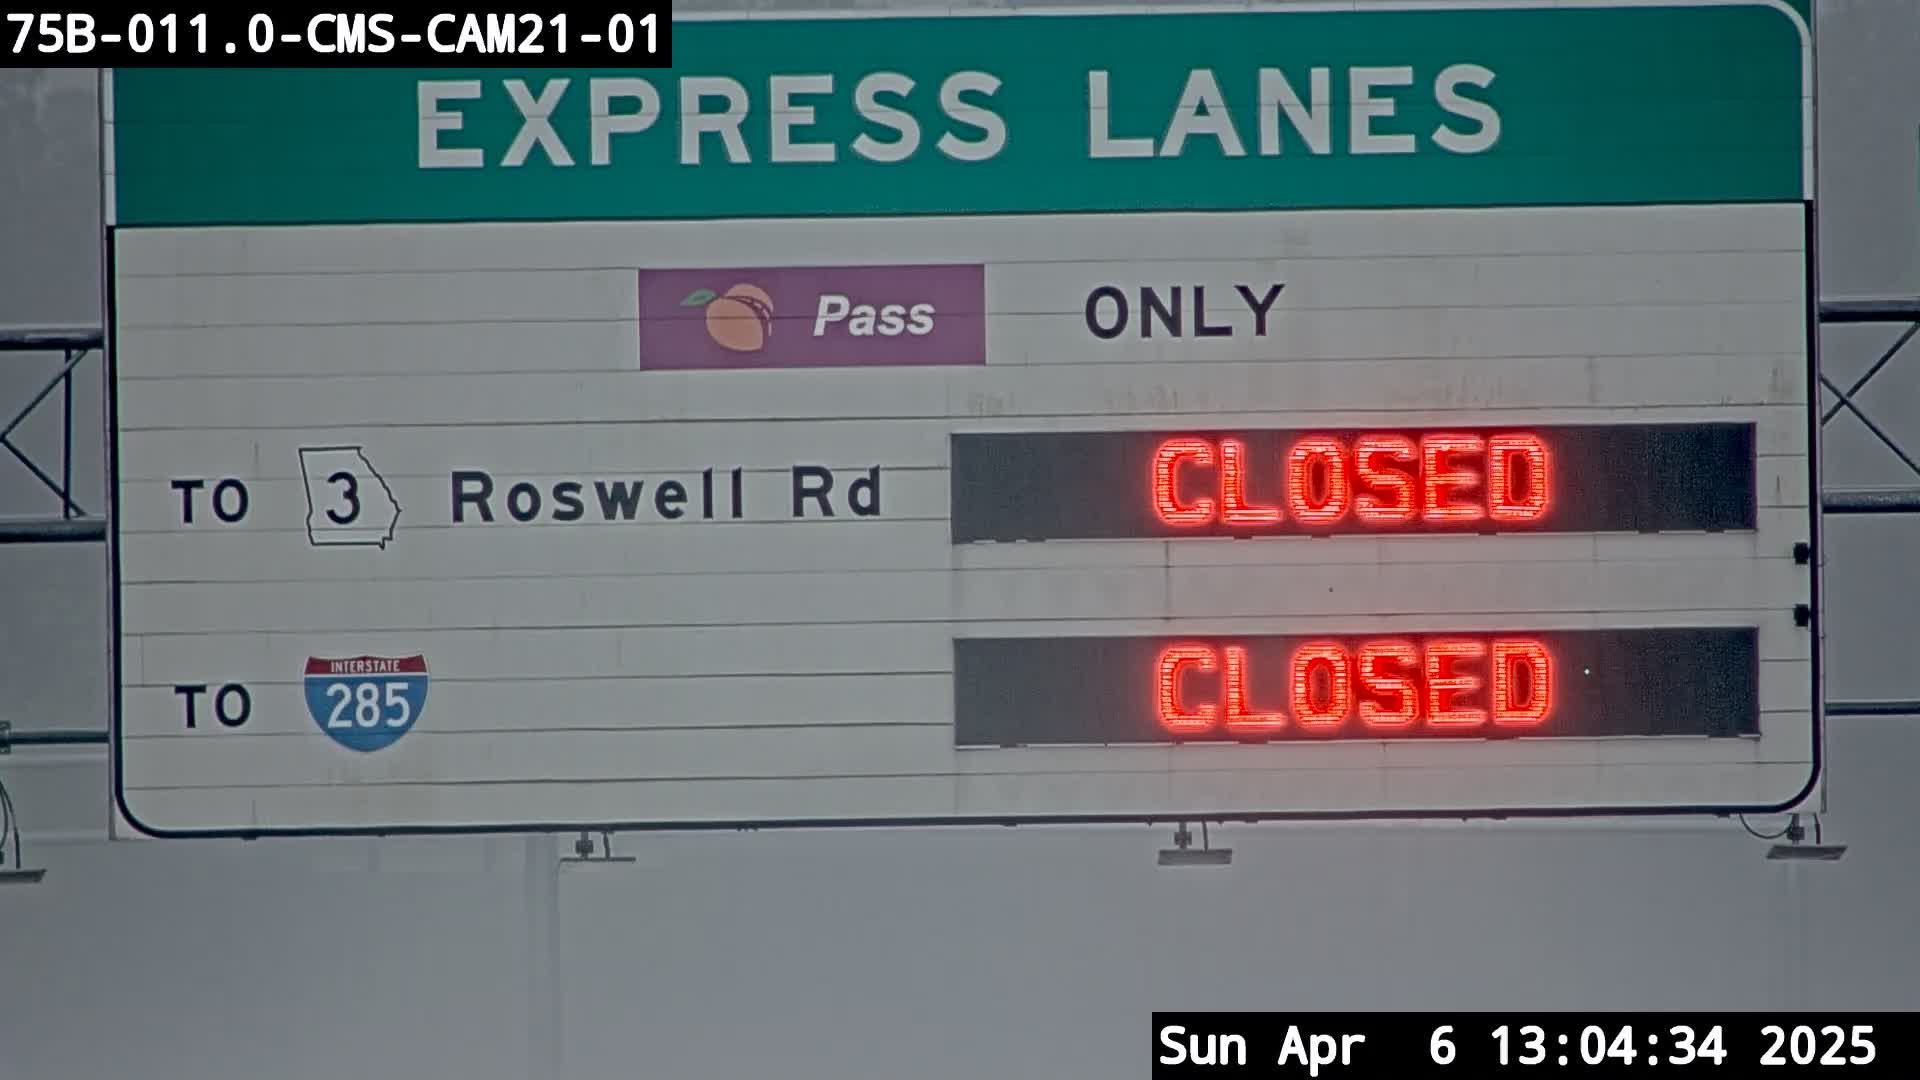 75B-011.0-CMS-CAM21-01
EXPRESS LANES
Pass ONLY
TO 3 Roswell Rd CLOSED
TO INTERSTATE 285 CLOSED
Sun Apr 6 13:04:34 2025